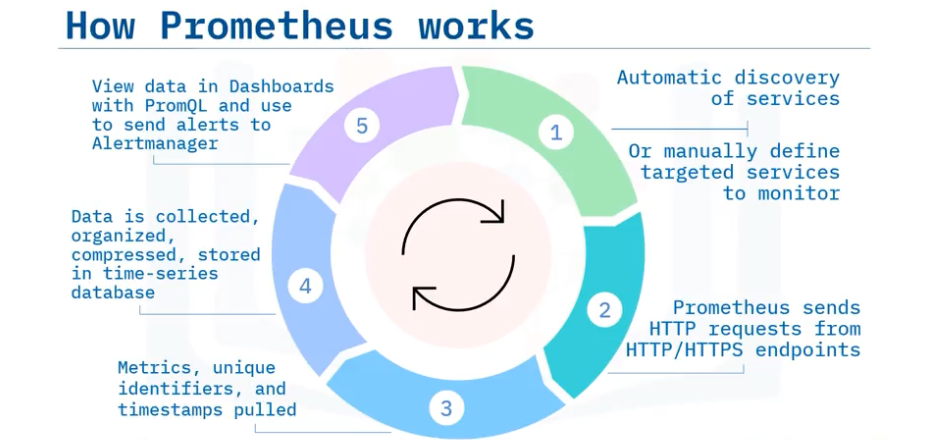 How Prometheus works
1
Automatic discovery
of services
Or manually define
targeted services
to monitor
2
Prometheus sends
HTTP requests from
HTTP/HTTPS endpoints
3
Metrics, unique
identifiers, and
timestamps pulled
4
Data is collected,
organized,
compressed, stored
in time-series
database
5
View data in Dashboards
with PromQL and use
to send alerts to
Alertmanager